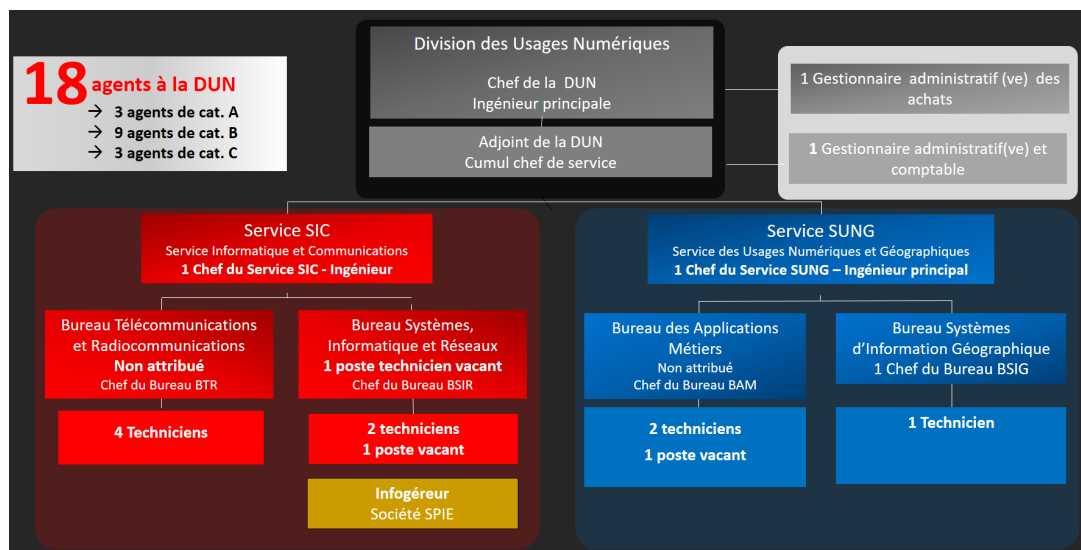 18 agents à la DUN
→ 3 agents de cat. A
→ 9 agents de cat. B
→ 3 agents de cat. C
Division des Usages Numériques
Chef de la DUN
Ingénieur principale
Adjoint de la DUN
Cumul chef de service
1 Gestionnaire administratif (ve) des
achats
1 Gestionnaire administratif(ve) et
comptable
Service SIC
Service Informatique et Communications
1 Chef du Service SIC - Ingénieur
Bureau Télécommunications
et Radiocommunications
Non attribué
Chef du Bureau BTR
4 Techniciens
Bureau Systèmes,
Informatique et Réseaux
1 poste technicien vacant
Chef du Bureau BSIR
2 techniciens
1 poste vacant
Infogéreur
Société SPIE
Service SUNG
Service des Usages Numériques et Géographiques
1 Chef du Service SUNG – Ingénieur principal
Bureau des Applications
Métiers
Non attribué
Chef du Bureau BAM
2 techniciens
1 poste vacant
Bureau Systèmes
d'Information Géographique
1 Chef du Bureau BSIG
1 Technicien